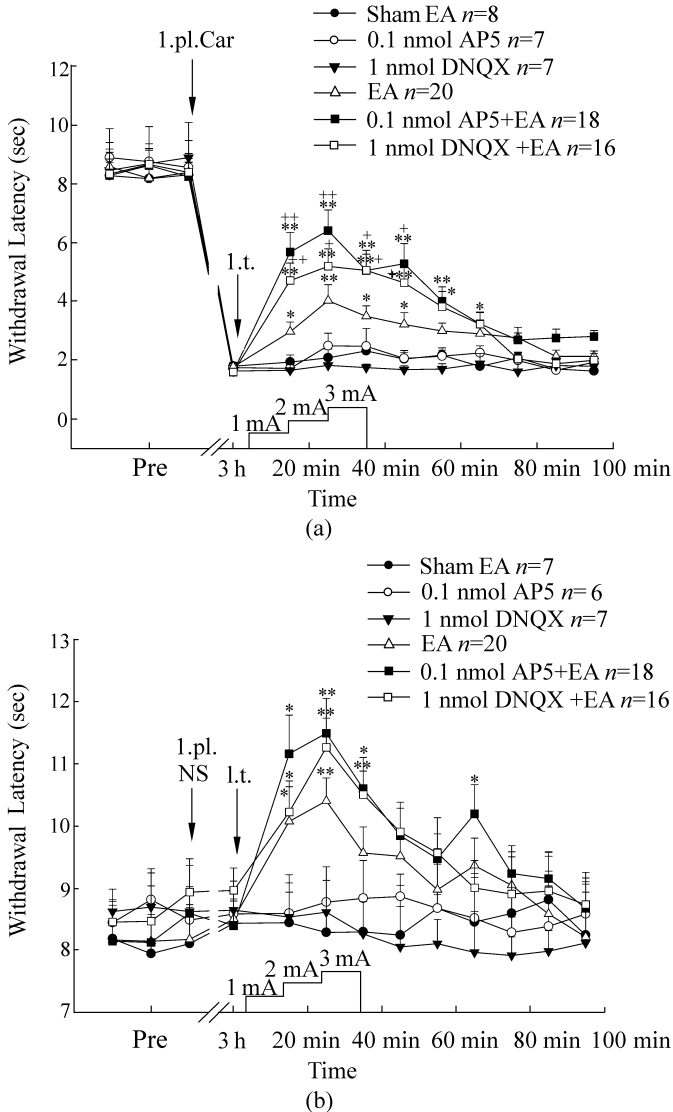 Sham EA n=8
0.1 nmol AP5 n=7
1 nmol DNQX n=7
EA n=20
0.1 nmol AP5+EA n=18
1 nmol DNQX +EA n=16
1.pl.Car
12
10
8
6
4
2
0
Withdrawal Latency (sec)
++
**
++
**
+
**
+
**
++
**
+
**
**+
+**
**
*
*
**
*
*
*
1.t.
1 mA
2 mA
3 mA
Pre
3 h
20 min
40 min
60 min
80 min
100 min
Time
(a)
Sham EA n=7
0.1 nmol AP5 n=6
1 nmol DNQX n=7
EA n=20
0.1 nmol AP5+EA n=18
1 nmol DNQX +EA n=16
13
12
11
10
9
8
7
Withdrawal Latency (sec)
1.pl.
NS
l.t.
*
**
**
*
**
*
*
**
*
1 mA
2 mA
3 mA
Pre
3 h
20 min
40 min
60 min
80 min
100 min
Time
(b)